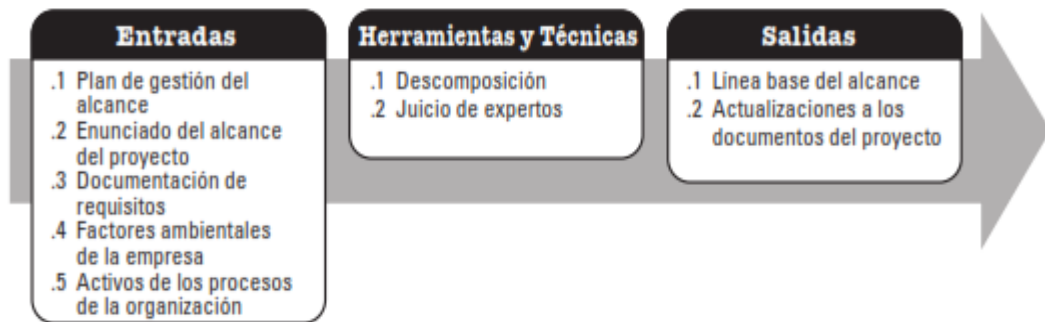 Entradas
.1 Plan de gestión del
alcance
.2 Enunciado del alcance
del proyecto
.3 Documentación de
requisitos
.4 Factores ambientales
de la empresa
.5 Activos de los procesos
de la organización
Herramientas y Técnicas
.1 Descomposición
.2 Juicio de expertos
Salidas
.1 Línea base del alcance
.2 Actualizaciones a los
documentos del proyecto